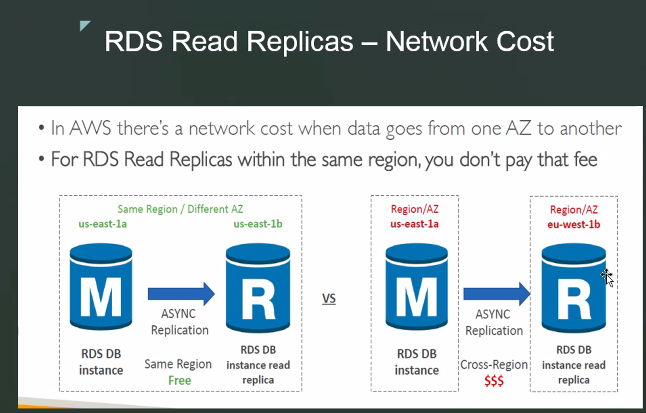 RDS Read Replicas – Network Cost
• In AWS there's a network cost when data goes from one AZ to another
• For RDS Read Replicas within the same region, you don't pay that fee
Same Region / Different AZ
us-east-1a
us-east-1b
M
R
ASYNC
Replication
RDS DB
instance
Same Region
Free
RDS DB
instance read
replica
VS
Region/AZ
us-east-1a
Region/AZ
eu-west-1b
M
R
ASYNC
Replication
RDS DB
instance
Cross-Region
$$$
RDS DB
instance read
replica